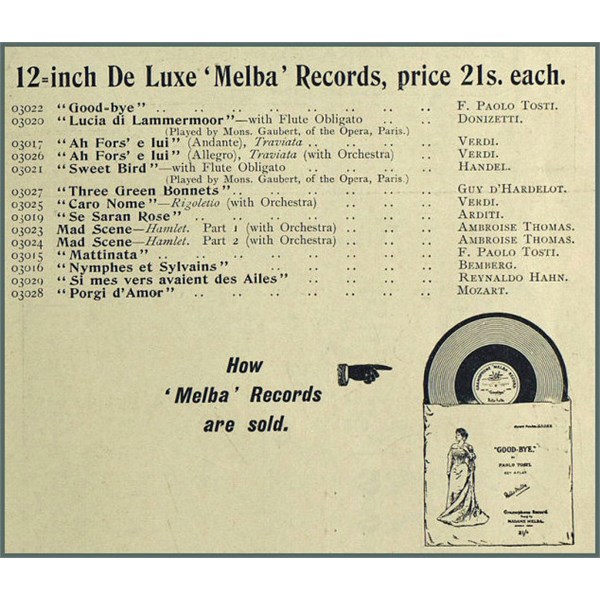 12=inch De Luxe ‘Melba’ Records, price 21s. each.
03022 “Good=bye” .. .. .. .. .. .. .. F. Paolo Tosti.
03020 “Lucia di Lammermoor”—with Flute Obligato .. .. .. Donizetti.
(Played by Mons. Gaubert, of the Opera, Paris.)
03017 “Ah Fors’ e lui” (Andante), Traviata .. .. .. .. .. Verdi.
03026 “Ah Fors’ e lui” (Allegro), Traviata (with Orchestra) .. .. Verdi.
03021 “Sweet Bird”—with Flute Obligato .. .. .. .. .. Handel.
(Played by Mons. Gaubert, of the Opera, Paris.)
03027 “Three Green Bonnets” .. .. .. .. .. .. .. Guy d'Hardelot.
03025 “Caro Nome”—Rigoletto (with Orchestra) .. .. .. .. Verdi.
03019 “Se Saran Rose” .. .. .. .. .. .. .. Arditi.
03023 Mad Scene—Hamlet. Part 1 (with Orchestra) .. .. .. Ambroise Thomas.
03024 Mad Scene—Hamlet. Part 2 (with Orchestra) .. .. .. Ambroise Thomas.
03015 “Mattinata” .. .. .. .. .. .. .. F. Paolo Tosti.
03016 “Nymphes et Sylvains” .. .. .. .. .. .. Bemberg.
03029 “Si mes vers avaient des Ailes” .. .. .. .. .. Reynaldo Hahn.
03028 “Porgi d’Amor” .. .. .. .. .. .. .. Mozart.
How
‘Melba’ Records
are sold.
"GOOD-BYE."
BY
PAOLO TOSTI.
Gramophone Record
MADAME MELBA.